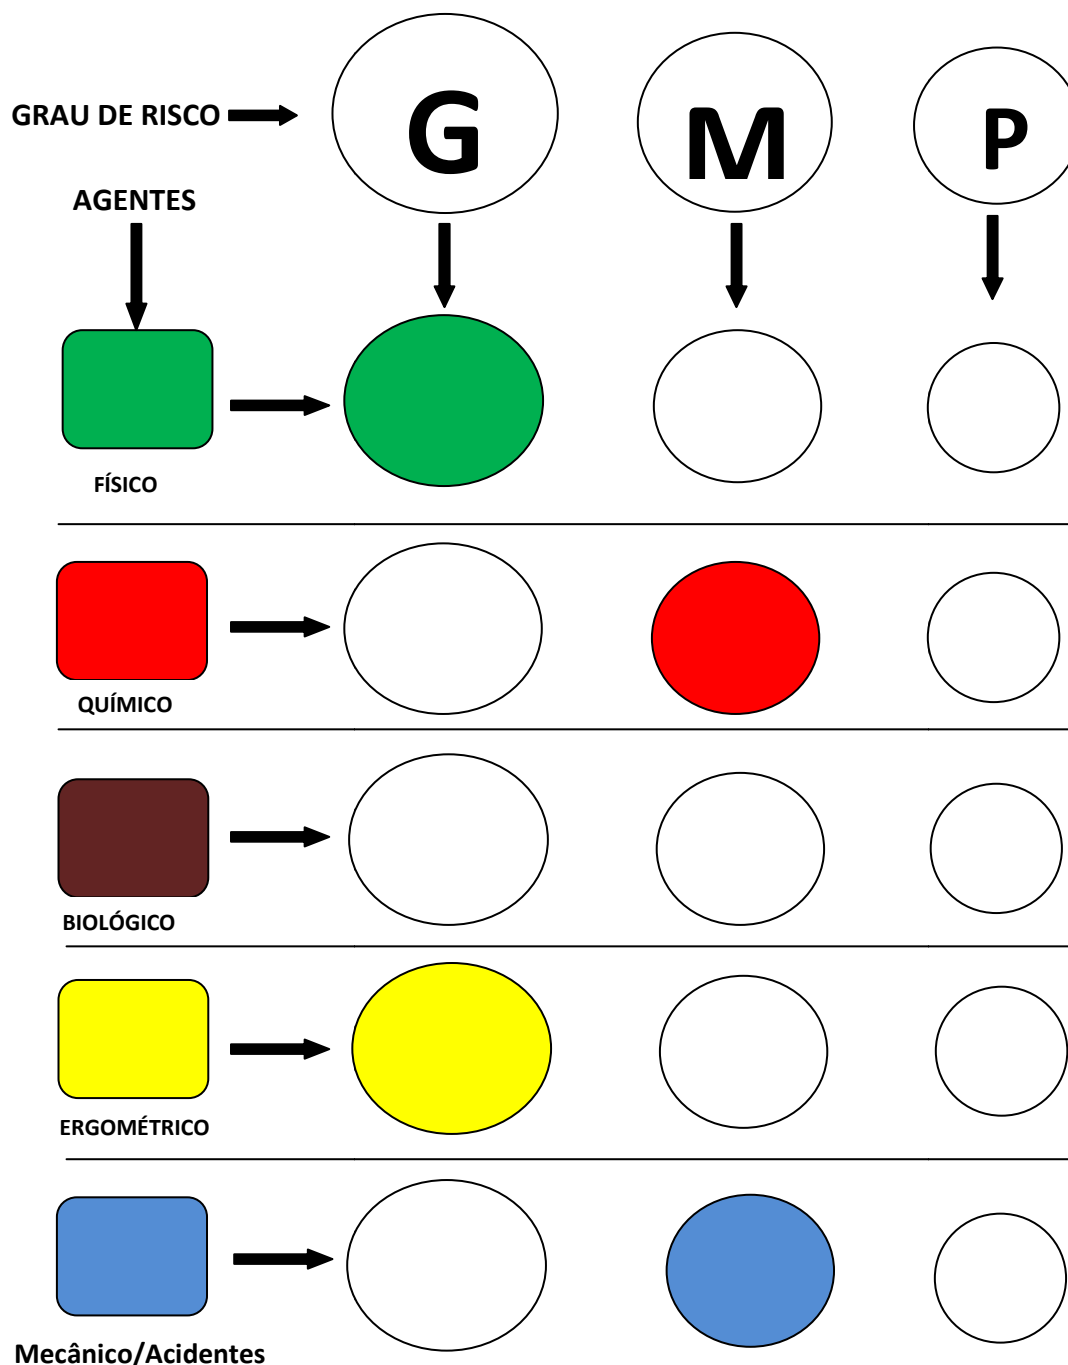 GRAU DE RISCO
G
M
P
AGENTES
FÍSICO
QUÍMICO
BIOLÓGICO
ERGOMÉTRICO
Mecânico/Acidentes